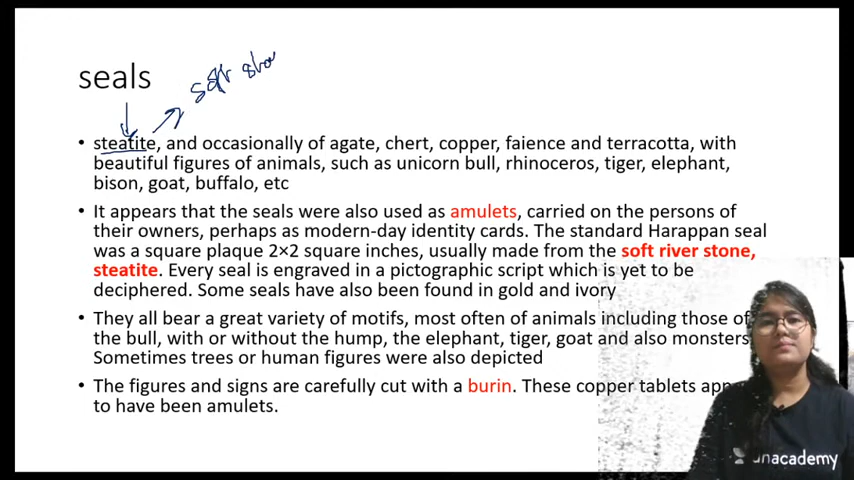 seals
soft stone
• steatite, and occasionally of agate, chert, copper, faience and terracotta, with
beautiful figures of animals, such as unicorn bull, rhinoceros, tiger, elephant,
bison, goat, buffalo, etc
• It appears that the seals were also used as amulets, carried on the persons of
their owners, perhaps as modern-day identity cards. The standard Harappan seal
was a square plaque 2×2 square inches, usually made from the soft river stone,
steatite. Every seal is engraved in a pictographic script which is yet to be
deciphered. Some seals have also been found in gold and ivory
• They all bear a great variety of motifs, most often of animals including those of
the bull, with or without the hump, the elephant, tiger, goat and also monsters
Sometimes trees or human figures were also depicted
• The figures and signs are carefully cut with a burin. These copper tablets app
to have been amulets.
unacademy